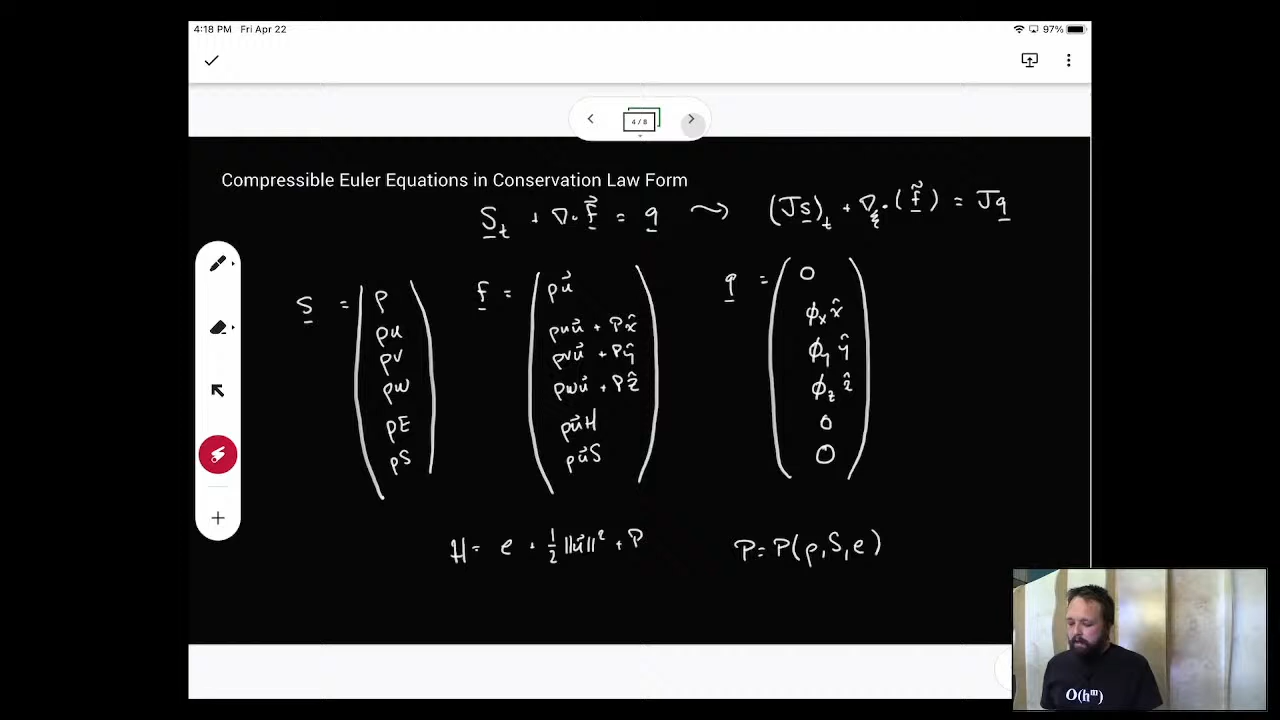 4:18 PM Fri Apr 22 97%
4 / 8
Compressible Euler Equations in Conservation Law Form
S_t + ∇·f⃗ = q ⇝ (Js)_t + ∇_ξ·(f̃) = Jq
s = ( ρ
ρu
ρv
ρw
ρE
ρS )
f = ( ρu⃗
ρuu⃗ + Px̂
ρvu⃗ + Pŷ
ρwu⃗ + Pẑ
ρu⃗H
ρu⃗S )
q = ( 0
ϕ_x x̂
ϕ_y ŷ
ϕ_z ẑ
0
0 )
H = e + ½ ||u⃗||² + P
P = P(ρ, S, e)
O(hᵐ)